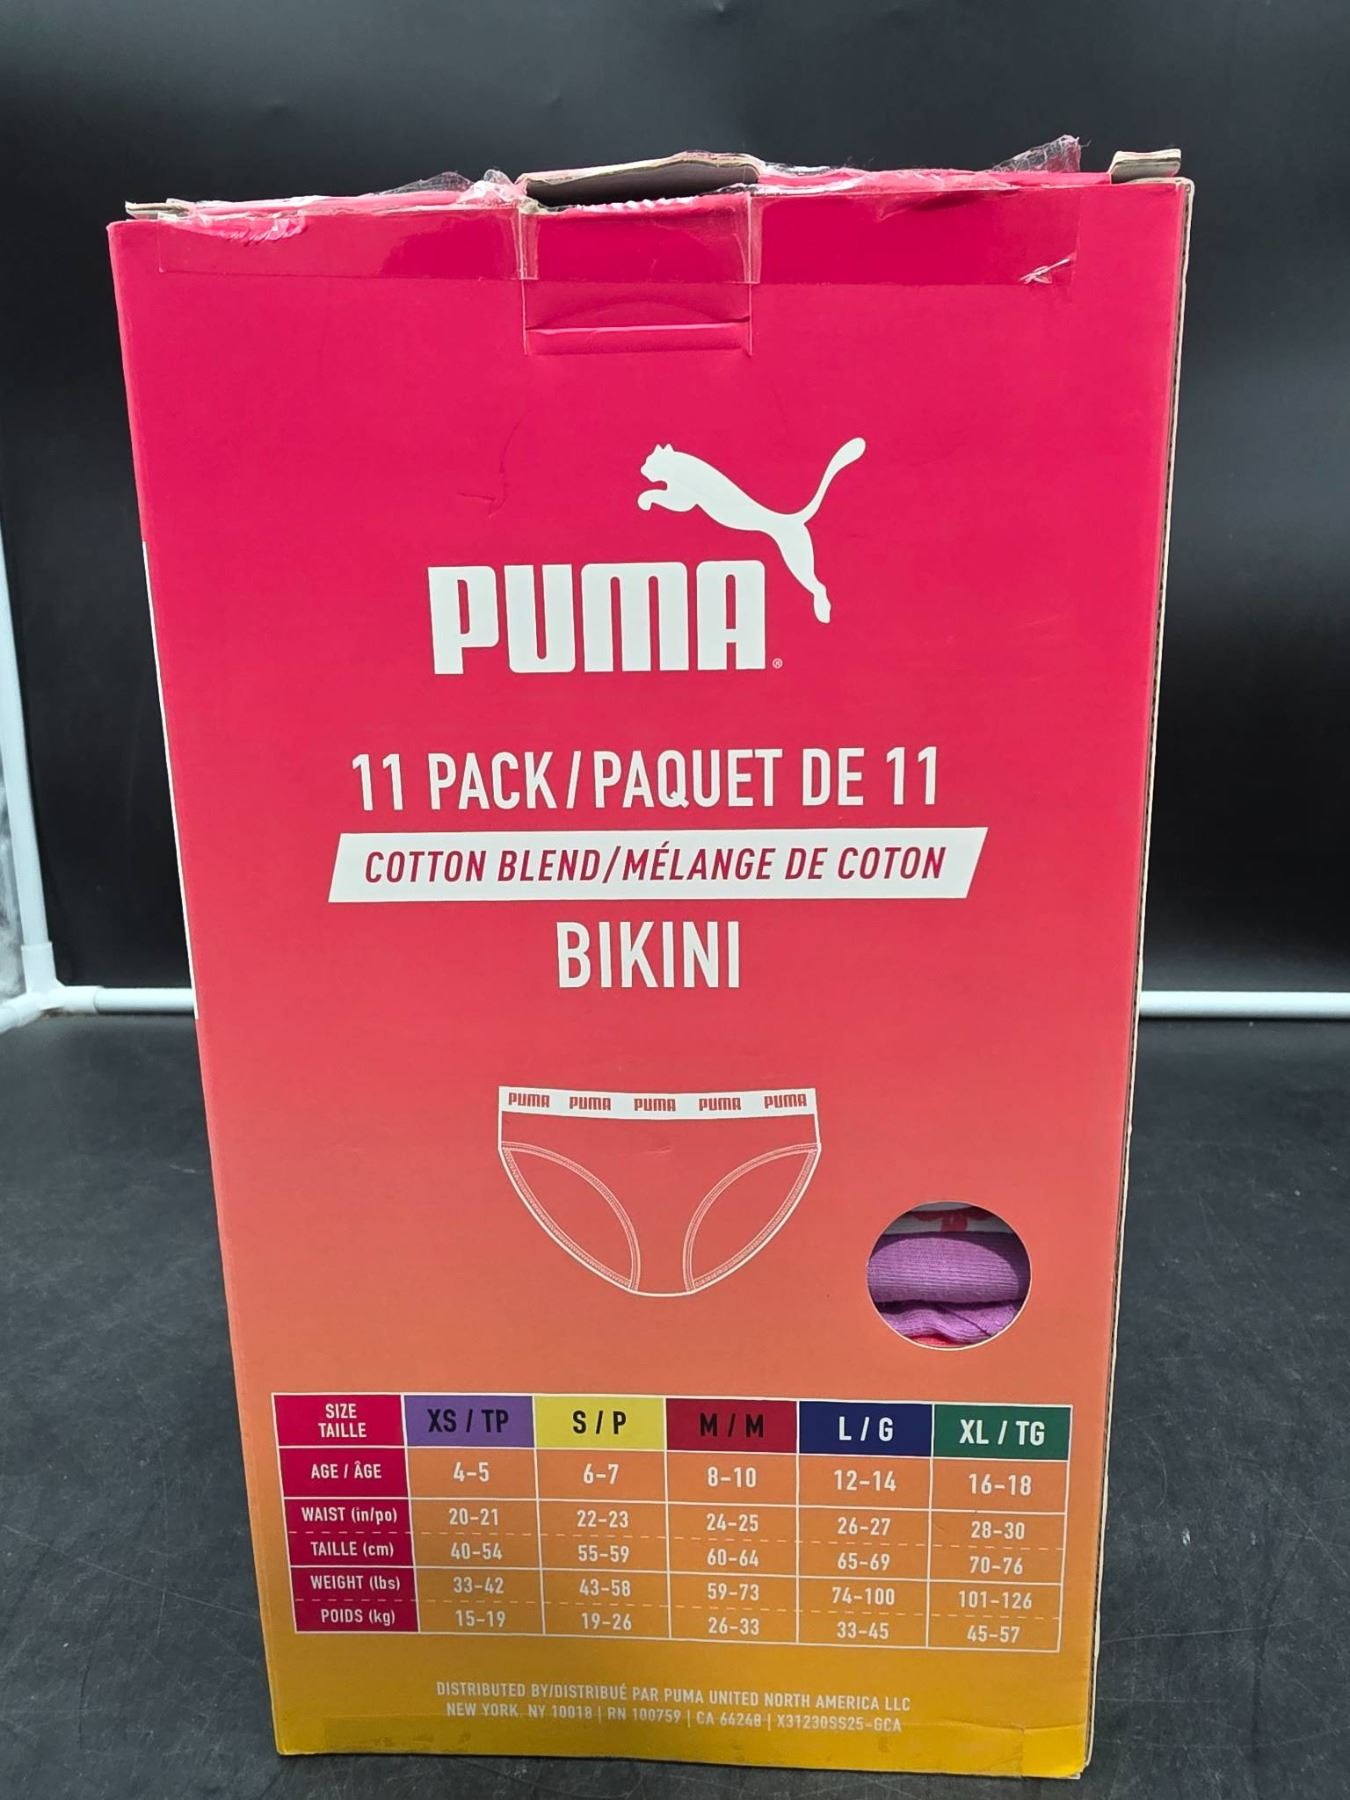 PUMA®
11 PACK/PAQUET DE 11
COTTON BLEND/MÉLANGE DE COTON
BIKINI
PUMA PUMA PUMA PUMA PUMA
SIZE TAILLE XS / TP S / P M / M L / G XL / TG
AGE / ÂGE 4-5 6-7 8-10 12-14 16-18
WAIST (in/po) 20-21 22-23 24-25 26-27 28-30
TAILLE (cm) 40-54 55-59 60-64 65-69 70-76
WEIGHT (lbs) 33-42 43-58 59-73 74-100 101-126
POIDS (kg) 15-19 19-26 26-33 33-45 45-57
DISTRIBUTED BY/DISTRIBUÉ PAR PUMA UNITED NORTH AMERICA LLC
NEW YORK, NY 10018 | RN 100759 | CA 64248 | X31230SS25-GCA